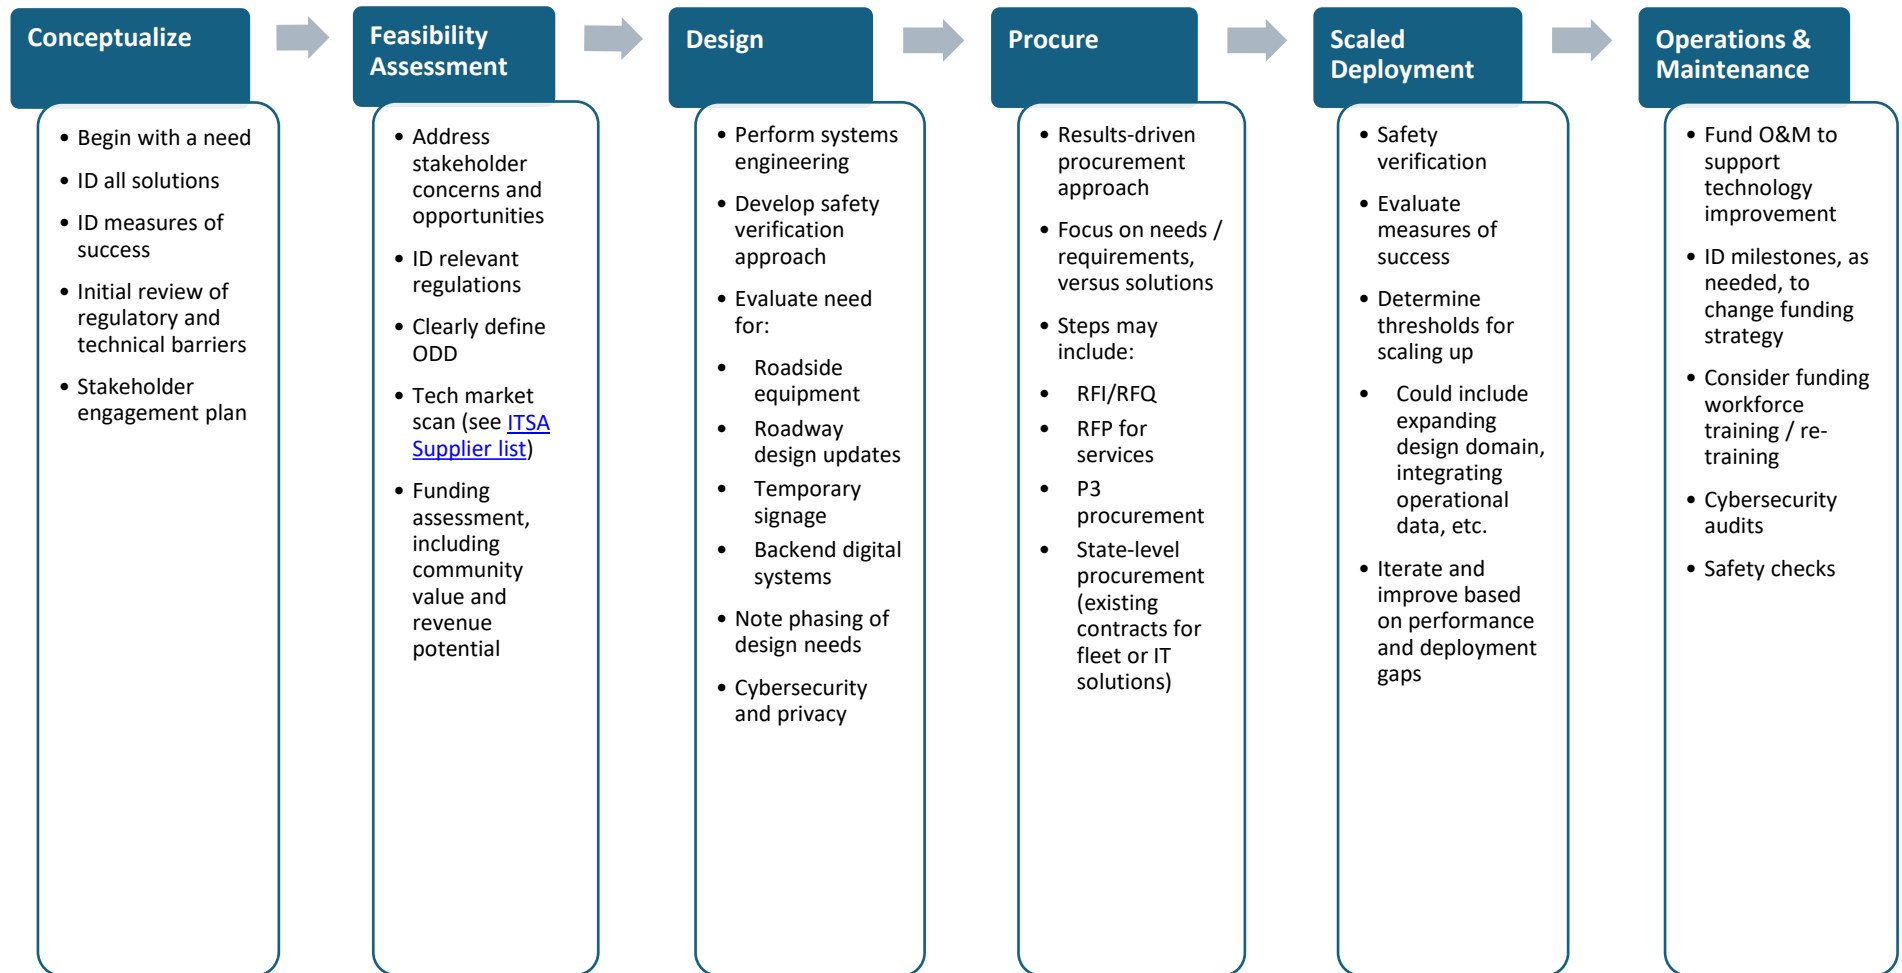 Conceptualize
• Begin with a need
• ID all solutions
• ID measures of
success
• Initial review of
regulatory and
technical barriers
• Stakeholder
engagement plan
Feasibility
Assessment
• Address
stakeholder
concerns and
opportunities
• ID relevant
regulations
• Clearly define
ODD
• Tech market
scan (see ITSA
Supplier list)
• Funding
assessment,
including
community
value and
revenue
potential
Design
• Perform systems
engineering
• Develop safety
verification
approach
• Evaluate need
for:
• Roadside
equipment
• Roadway
design updates
• Temporary
signage
• Backend digital
systems
• Note phasing of
design needs
• Cybersecurity
and privacy
Procure
• Results-driven
procurement
approach
• Focus on needs /
requirements,
versus solutions
• Steps may
include:
• RFI/RFQ
• RFP for
services
• P3
procurement
• State-level
procurement
(existing
contracts for
fleet or IT
solutions)
Scaled
Deployment
• Safety
verification
• Evaluate
measures of
success
• Determine
thresholds for
scaling up
• Could include
expanding
design domain,
integrating
operational
data, etc.
• Iterate and
improve based
on performance
and deployment
gaps
Operations &
Maintenance
• Fund O&M to
support
technology
improvement
• ID milestones, as
needed, to
change funding
strategy
• Consider funding
workforce
training / re-
training
• Cybersecurity
audits
• Safety checks